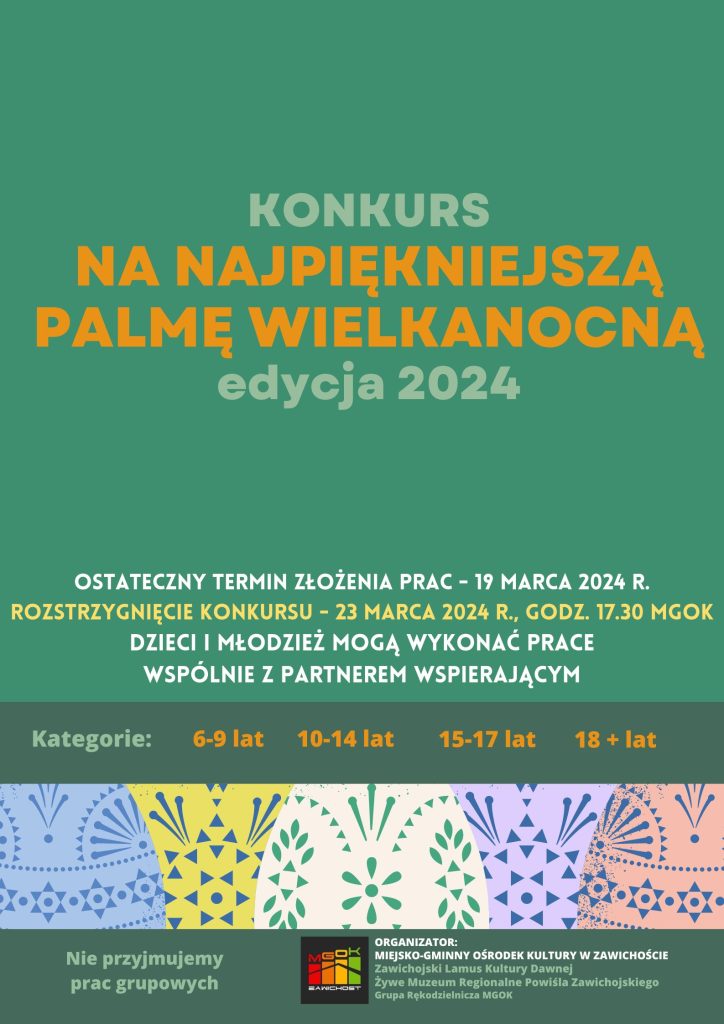 KONKURS
NA NAJPIĘKNIEJSZĄ
PALMĘ WIELKANOCNĄ
edycja 2024
OSTATECZNY TERMIN ZŁOŻENIA PRAC - 19 MARCA 2024 R.
ROZSTRZYGNIĘCIE KONKURSU - 23 MARCA 2024 R., GODZ. 17.30 MGOK
DZIECI I MŁODZIEŻ MOGĄ WYKONAĆ PRACE
WSPÓLNIE Z PARTNEREM WSPIERAJĄCYM
Kategorie: 6-9 lat 10-14 lat 15-17 lat 18 + lat
Nie przyjmujemy
prac grupowych
MGOK
ZAWICHOST
ORGANIZATOR:
MIEJSKO-GMINNY OŚRODEK KULTURY W ZAWICHOŚCIE
Zawichojski Lamus Kultury Dawnej
Żywe Muzeum Regionalne Powiśla Zawichojskiego
Grupa Rękodzielnicza MGOK